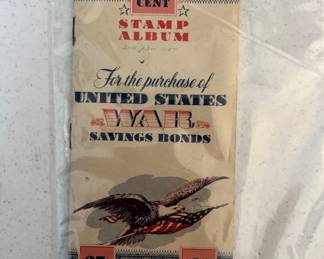 CENT
STAMP
ALBUM
For the purchase of
UNITED STATES
WAR
SAVINGS BONDS